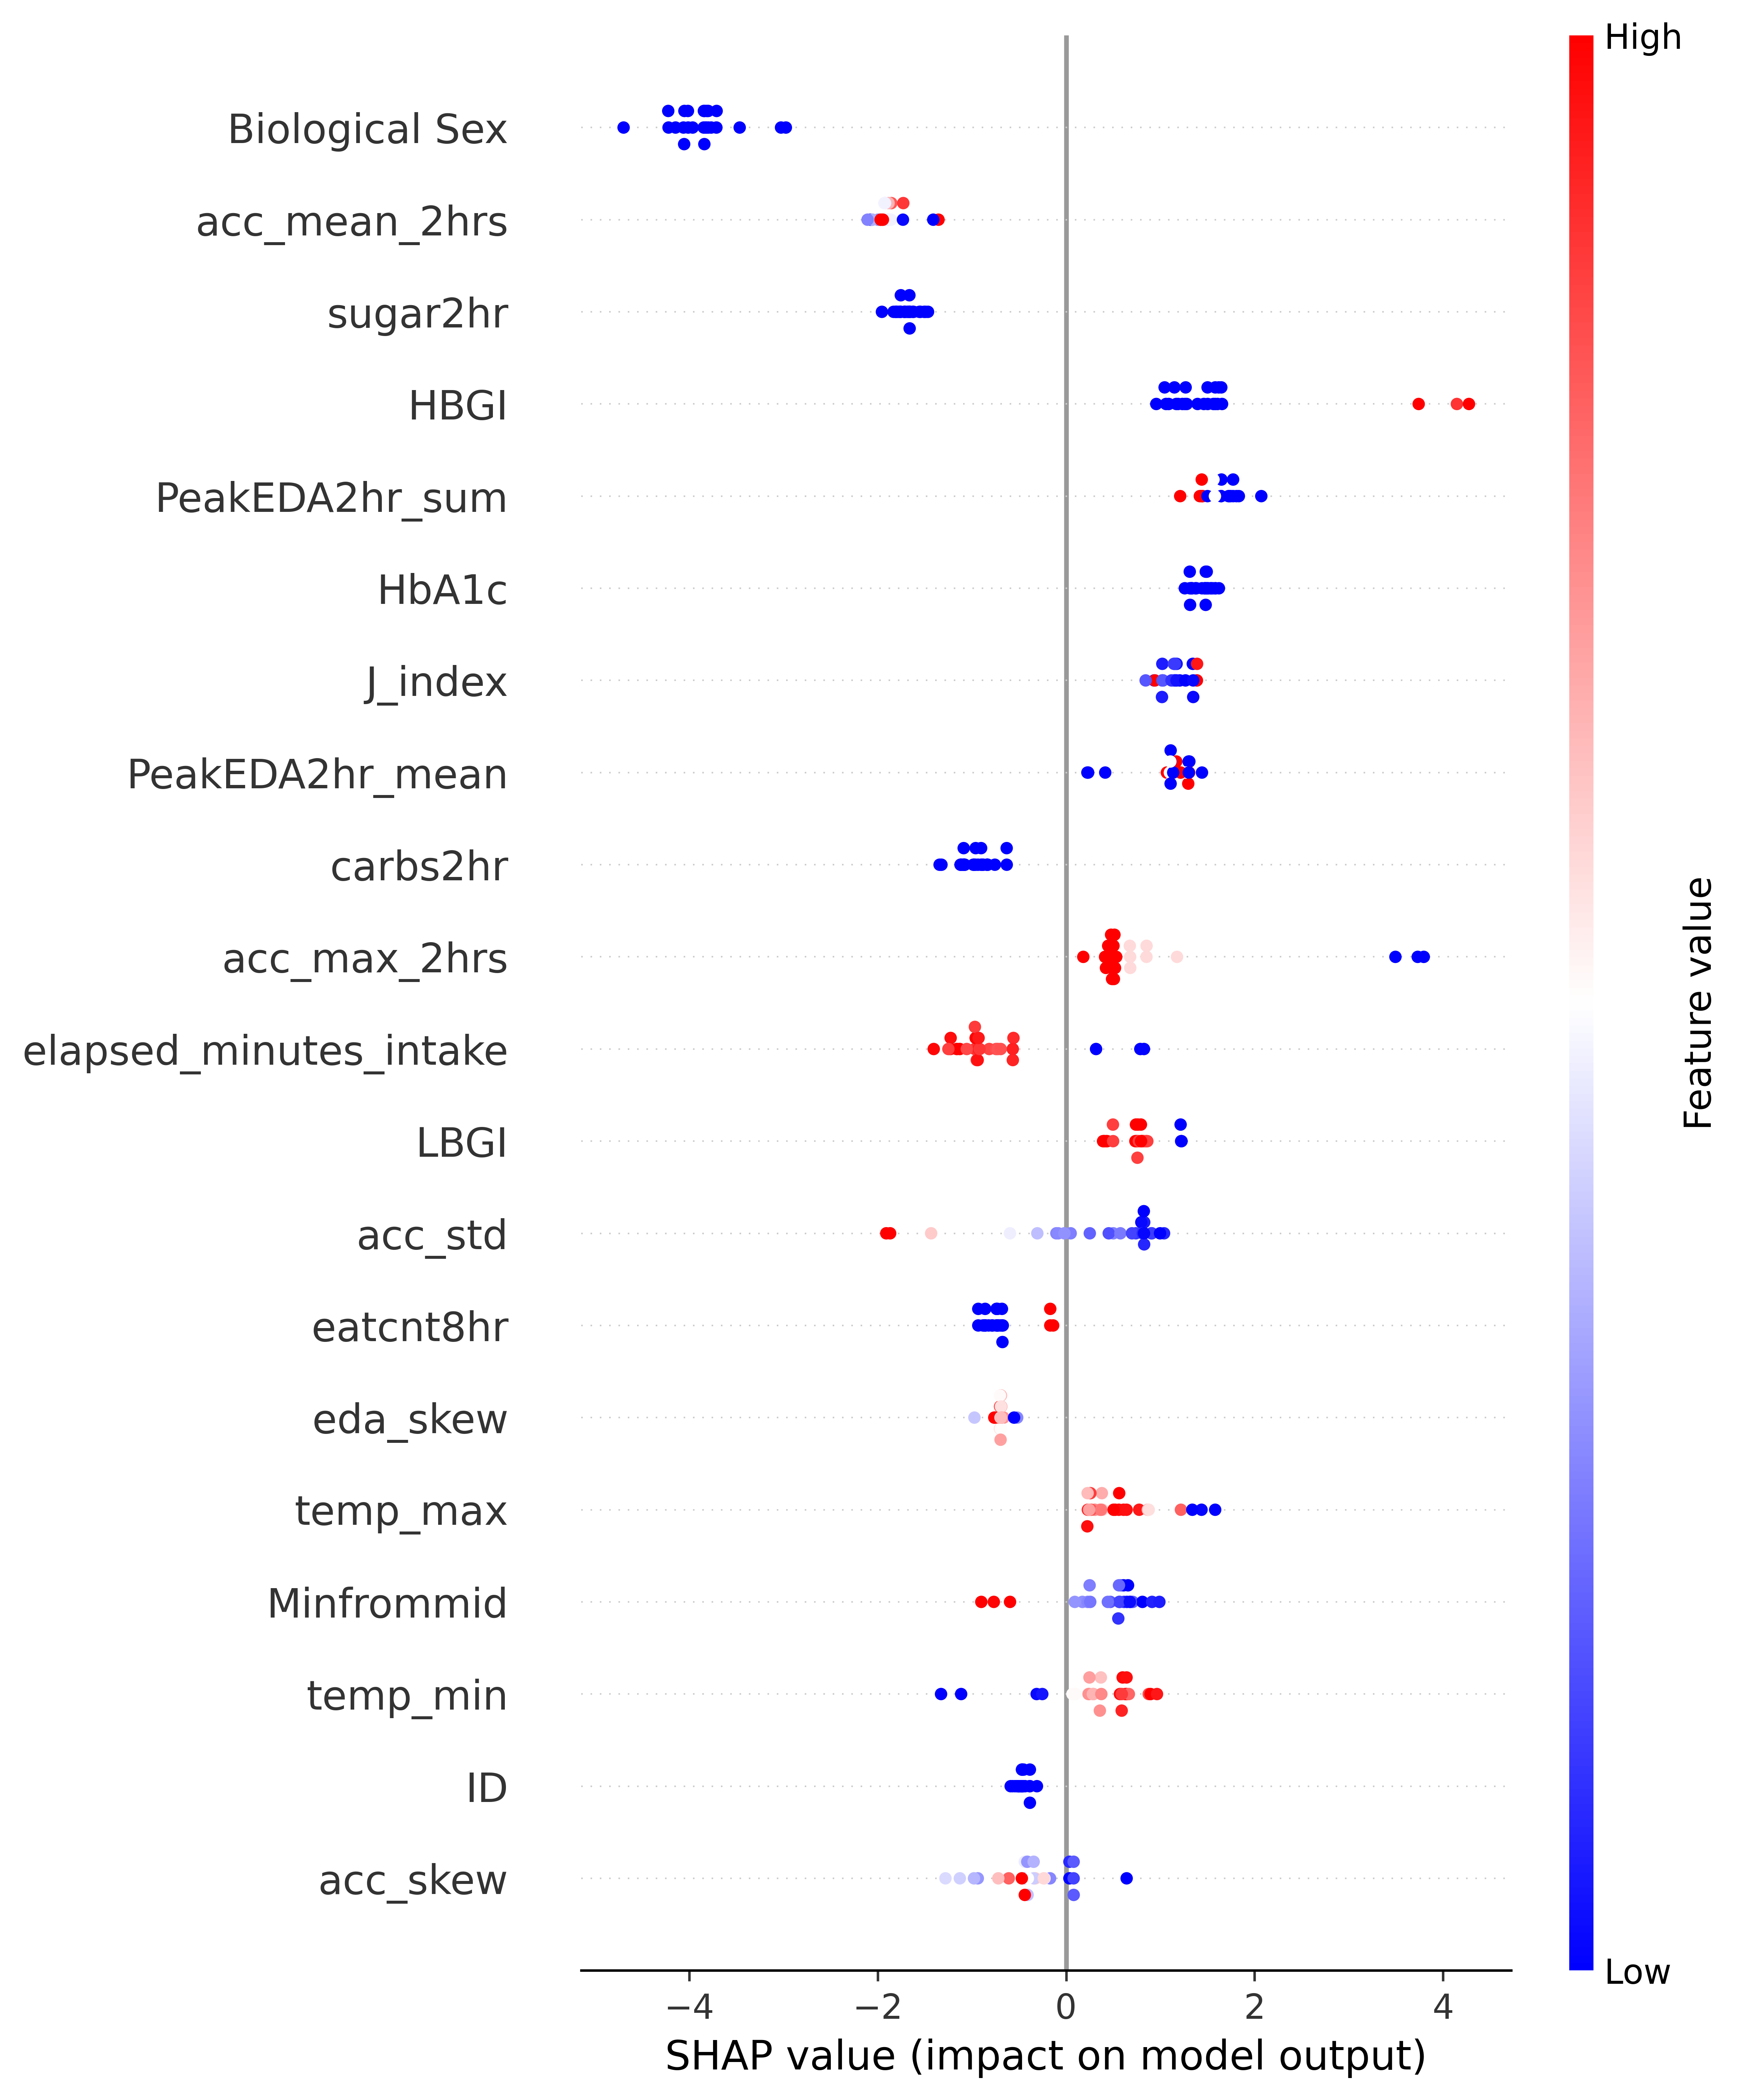 High
Biological Sex
acc_mean_2hrs
sugar2hr
HBGI
PeakEDA2hr_sum
HbA1c
J_index
PeakEDA2hr_mean
carbs2hr
acc_max_2hrs
elapsed_minutes_intake
LBGI
acc_std
eatcnt8hr
eda_skew
temp_max
Minfrommid
temp_min
ID
acc_skew
Feature value
Low
−4 −2 0 2 4
SHAP value (impact on model output)